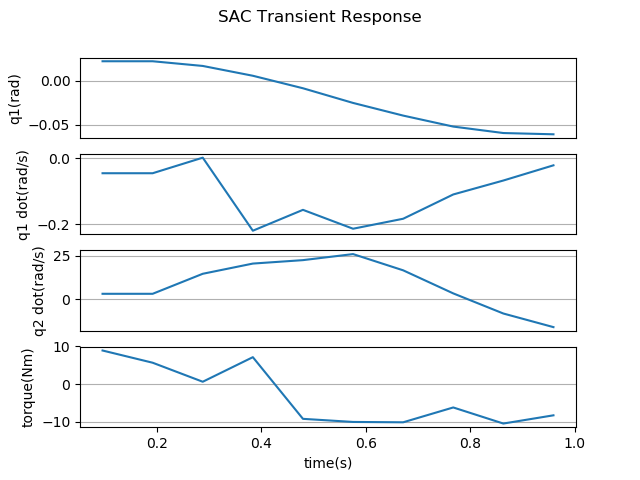 SAC Transient Response
q1(rad)
0.00
−0.05
q1 dot(rad/s)
0.0
−0.2
q2 dot(rad/s)
25
0
torque(Nm)
10
0
−10
0.2 0.4 0.6 0.8 1.0
time(s)